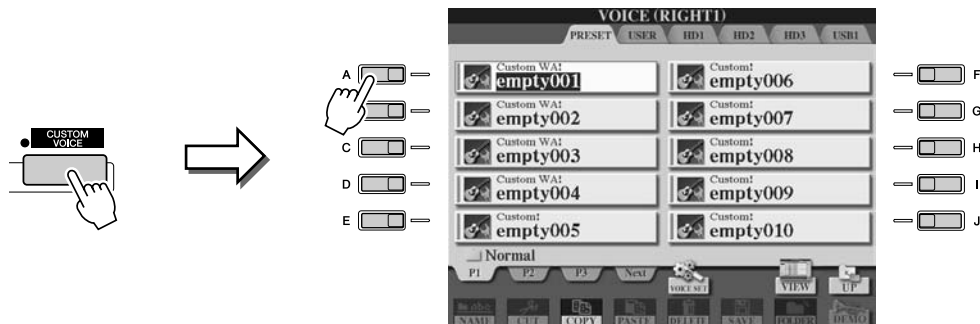 CUSTOM
VOICE
A
C
D
E
VOICE (RIGHT1)
PRESET USER HD1 HD2 HD3 USB1
Custom WA!
empty001
Custom WA!
empty002
Custom WA!
empty003
Custom WA!
empty004
Custom!
empty005
Custom!
empty006
Custom!
empty007
Custom!
empty008
Custom!
empty009
Custom!
empty010
Normal
P1 P2 P3 Next
VOICE SET
VIEW
UP
NAME CUT COPY PASTE DELETE SAVE FOLDER DEMO
F
G
H
I
J